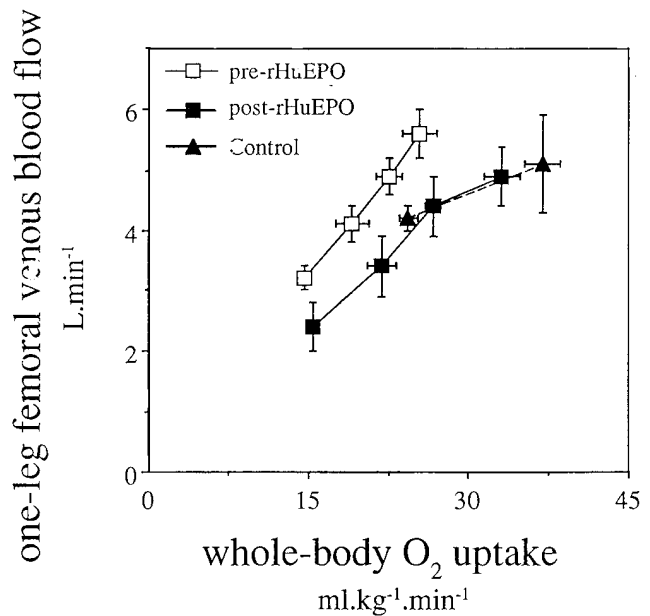 one-leg femoral venous blood flow
L.min⁻¹
pre-rHuEPO
post-rHuEPO
Control
6
4
2
0
0 15 30 45
whole-body O₂ uptake
ml.kg⁻¹.min⁻¹